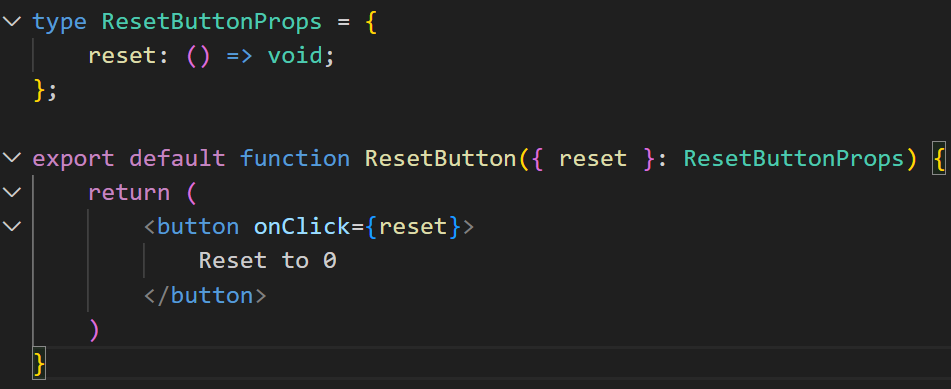 type ResetButtonProps = {
    reset: () => void;
};

export default function ResetButton({ reset }: ResetButtonProps) {
    return (
        <button onClick={reset}>
            Reset to 0
        </button>
    )
}